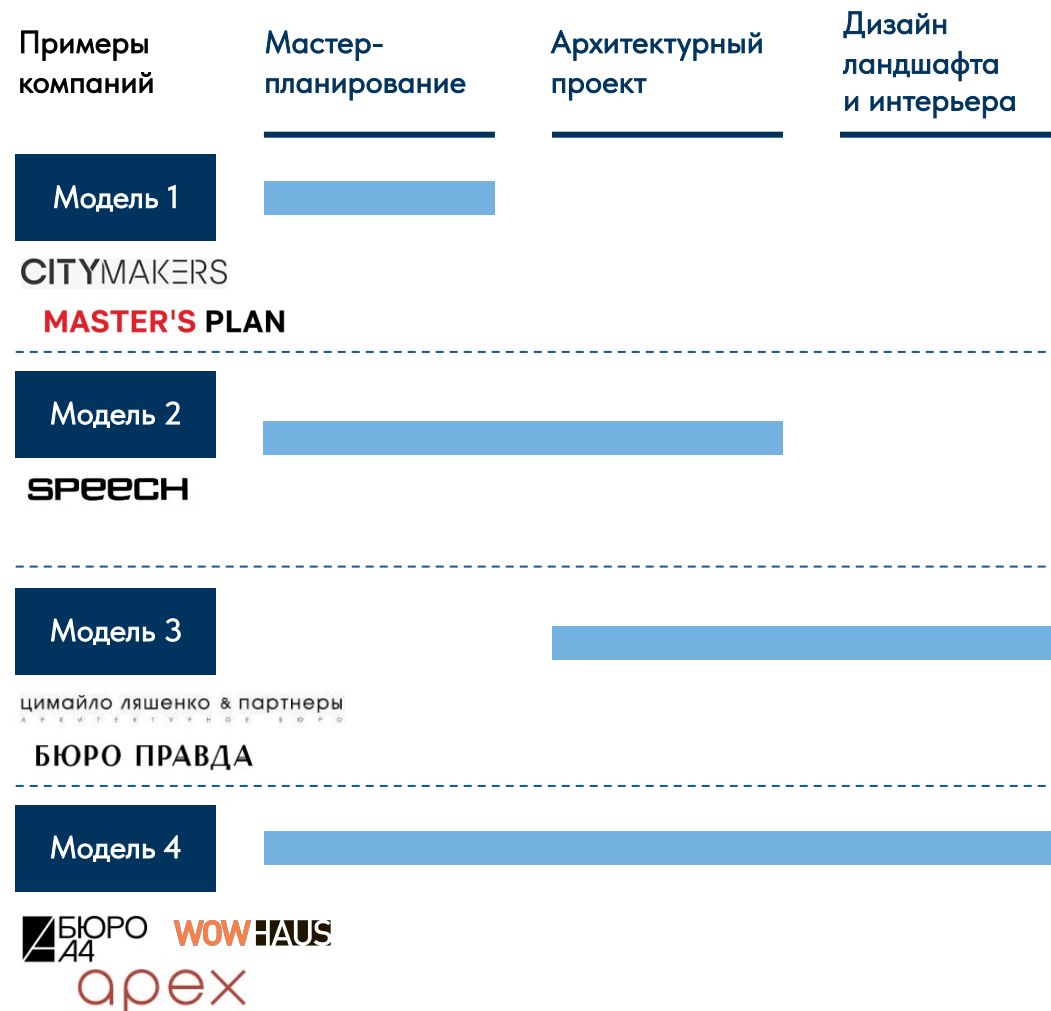 Примеры
компаний
Мастер-
планирование
Архитектурный
проект
Дизайн
ландшафта
и интерьера
Модель 1
CITYMAKERS
MASTER'S PLAN
Модель 2
SPEECH
Модель 3
цимайло ляшенко & партнеры
АРХИТЕКТУРНОЕ БЮРО
БЮРО ПРАВДА
Модель 4
БЮРО
А4
WOWHAUS
apex